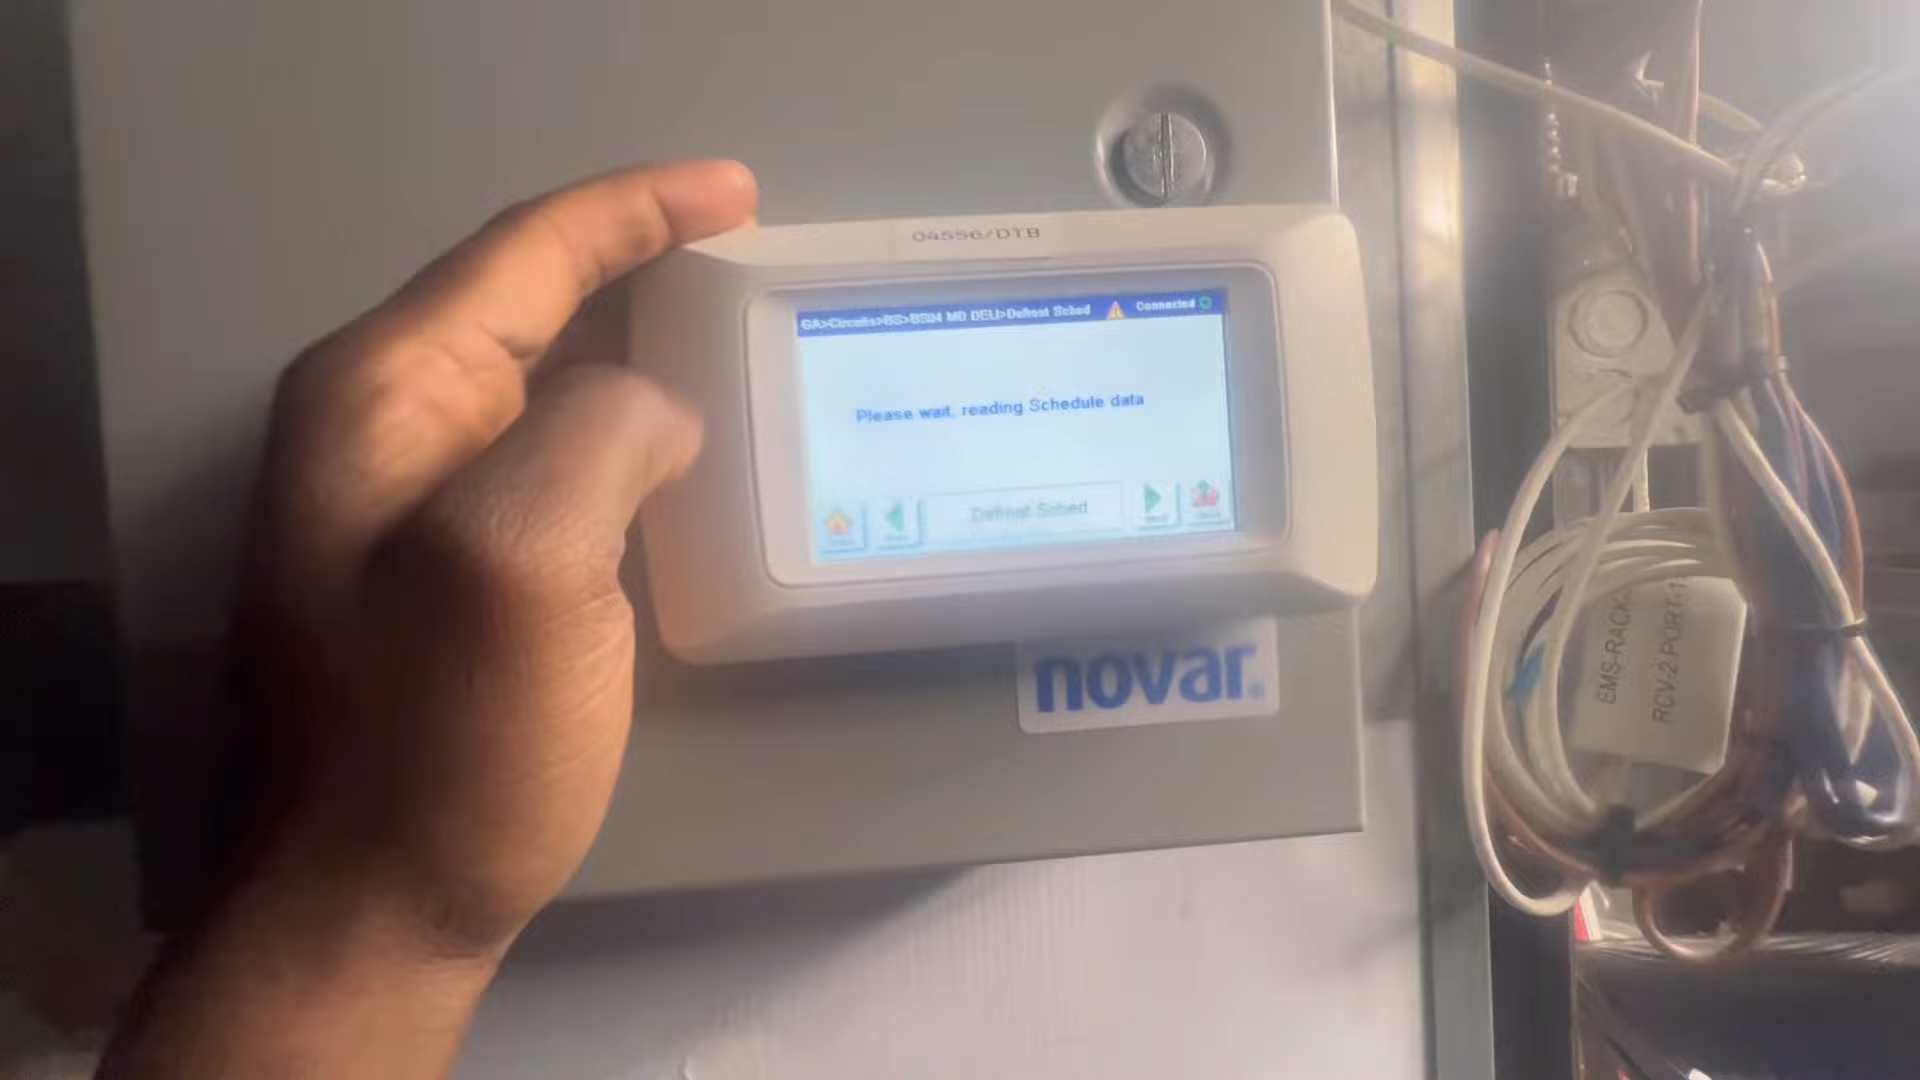 04556/DTB
GA>Circuits>BS>BS04 MD DELI>Defrost Sched
Connected
Please wait, reading Schedule data
Defrost Sched
novar
EMS-RACK-
RCV-2 PORT-1